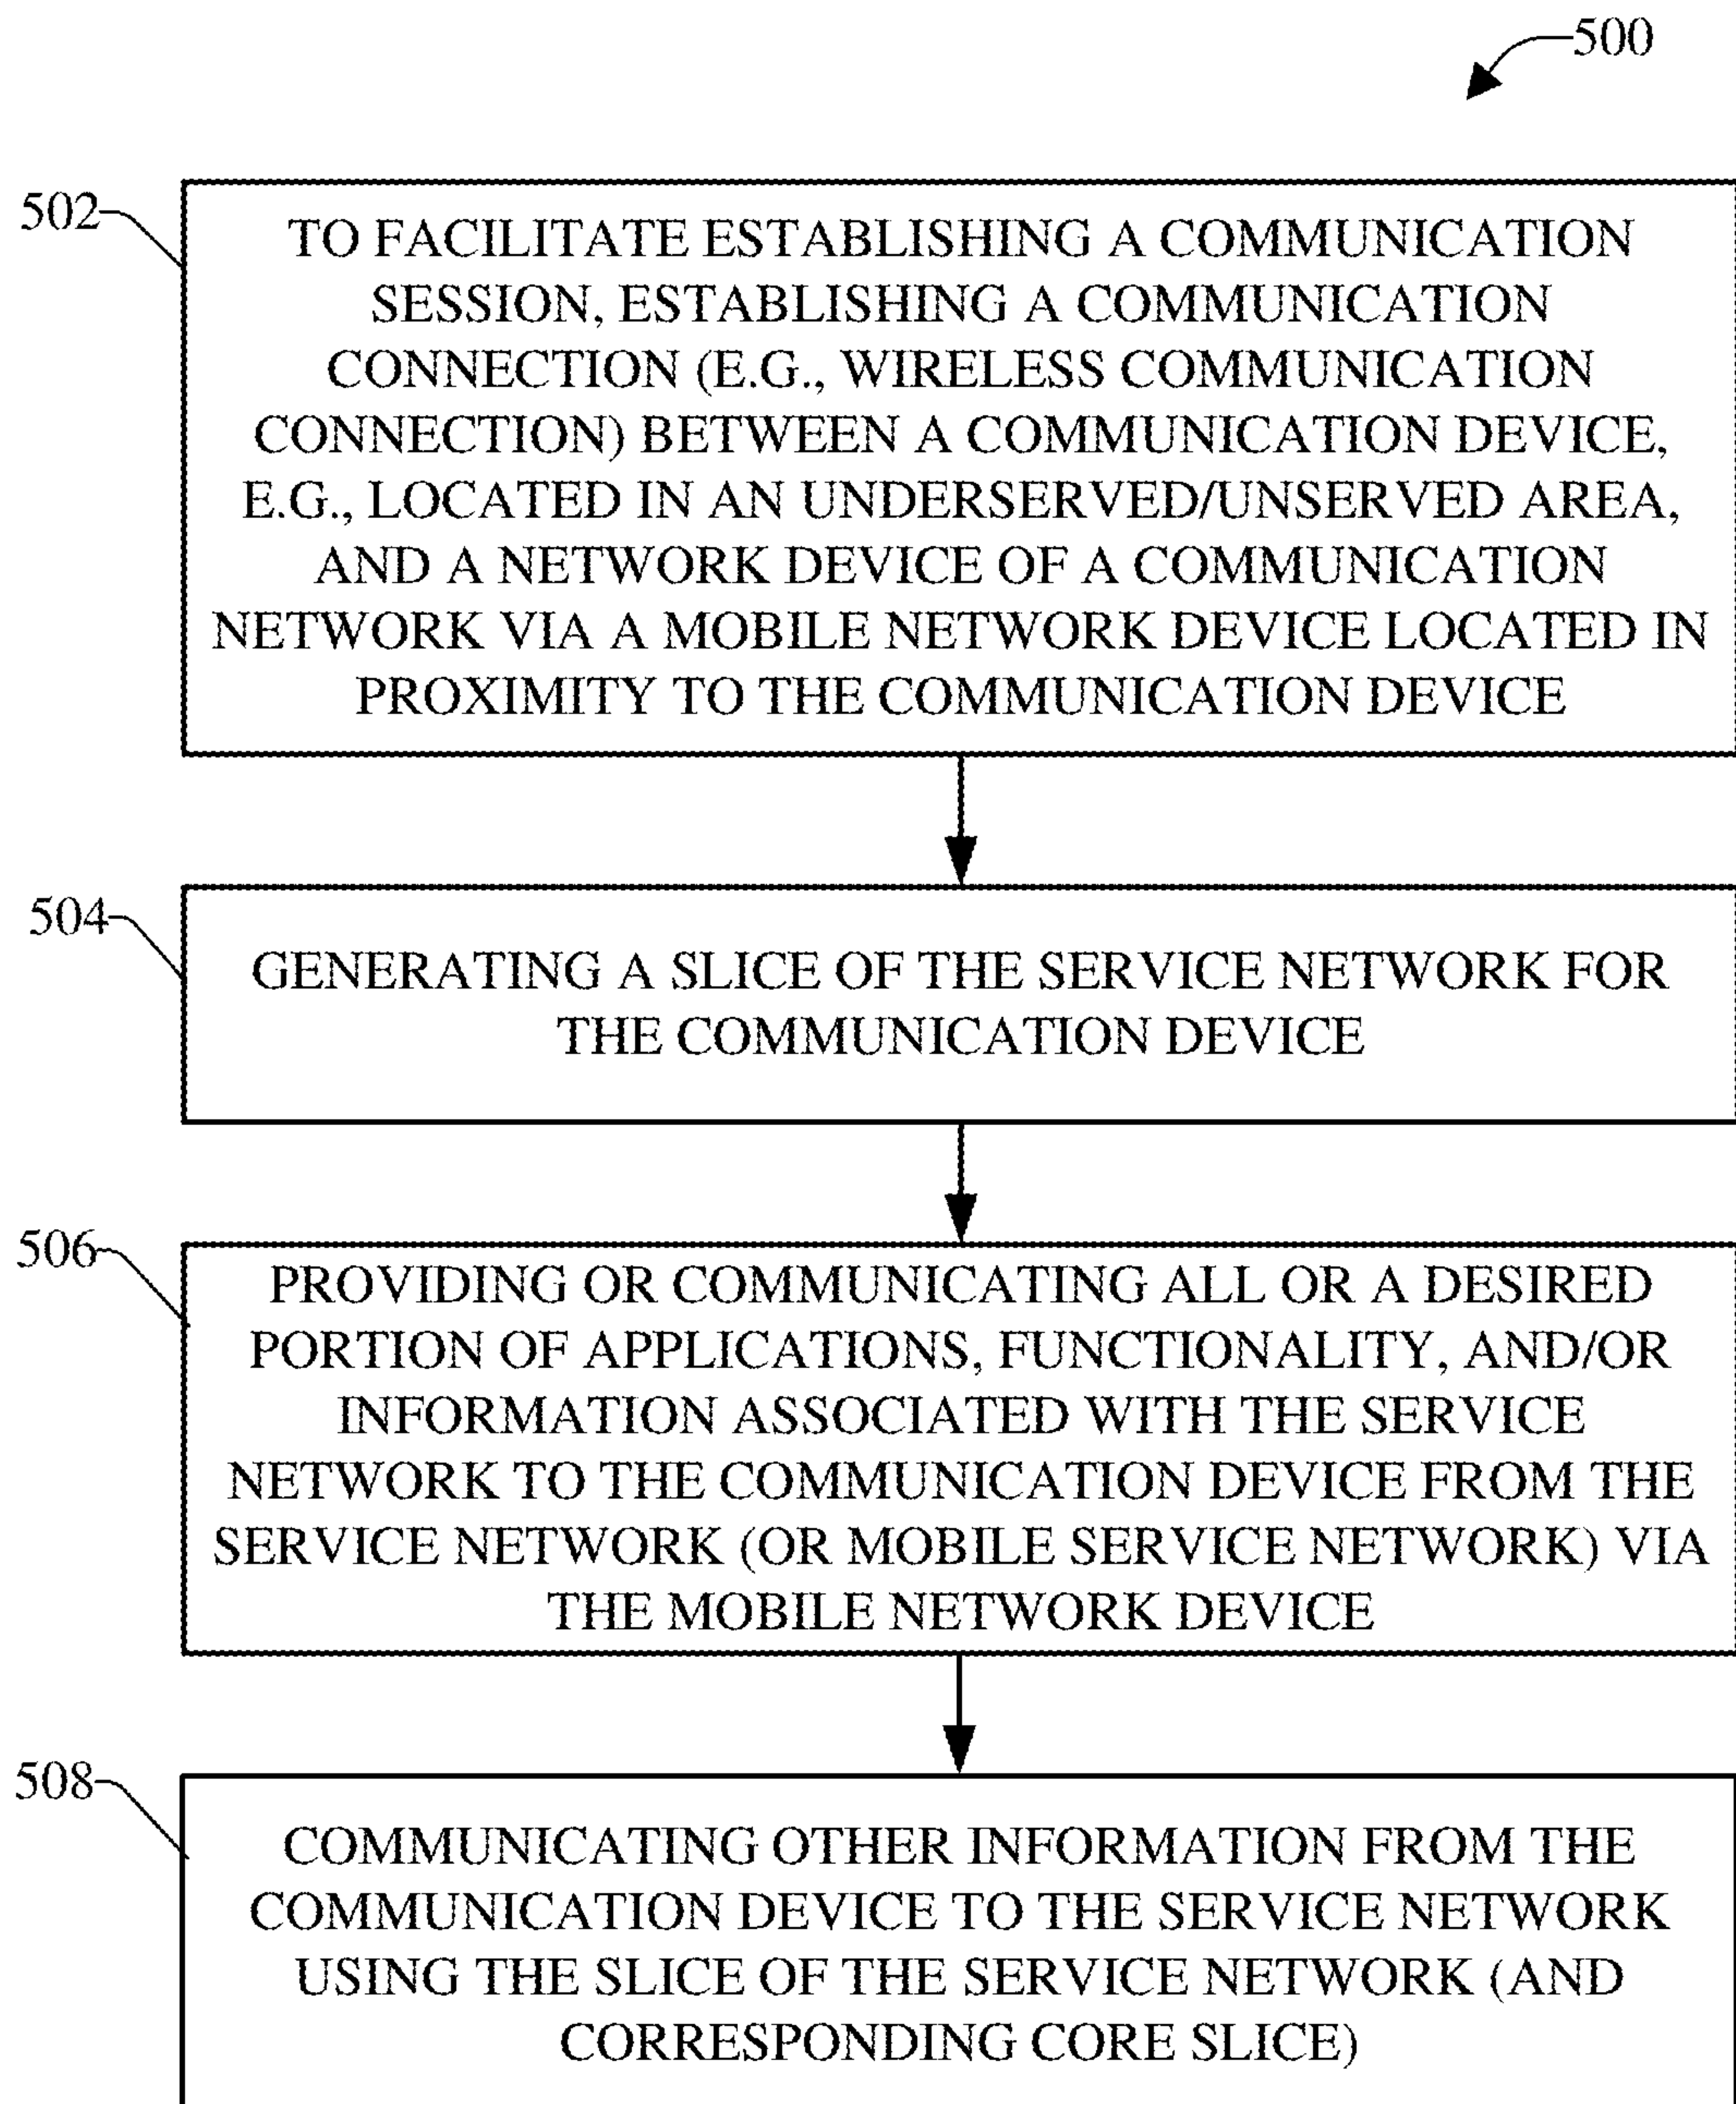 500
502
TO FACILITATE ESTABLISHING A COMMUNICATION
SESSION, ESTABLISHING A COMMUNICATION
CONNECTION (E.G., WIRELESS COMMUNICATION
CONNECTION) BETWEEN A COMMUNICATION DEVICE,
E.G., LOCATED IN AN UNDERSERVED/UNSERVED AREA,
AND A NETWORK DEVICE OF A COMMUNICATION
NETWORK VIA A MOBILE NETWORK DEVICE LOCATED IN
PROXIMITY TO THE COMMUNICATION DEVICE
504
GENERATING A SLICE OF THE SERVICE NETWORK FOR
THE COMMUNICATION DEVICE
506
PROVIDING OR COMMUNICATING ALL OR A DESIRED
PORTION OF APPLICATIONS, FUNCTIONALITY, AND/OR
INFORMATION ASSOCIATED WITH THE SERVICE
NETWORK TO THE COMMUNICATION DEVICE FROM THE
SERVICE NETWORK (OR MOBILE SERVICE NETWORK) VIA
THE MOBILE NETWORK DEVICE
508
COMMUNICATING OTHER INFORMATION FROM THE
COMMUNICATION DEVICE TO THE SERVICE NETWORK
USING THE SLICE OF THE SERVICE NETWORK (AND
CORRESPONDING CORE SLICE)